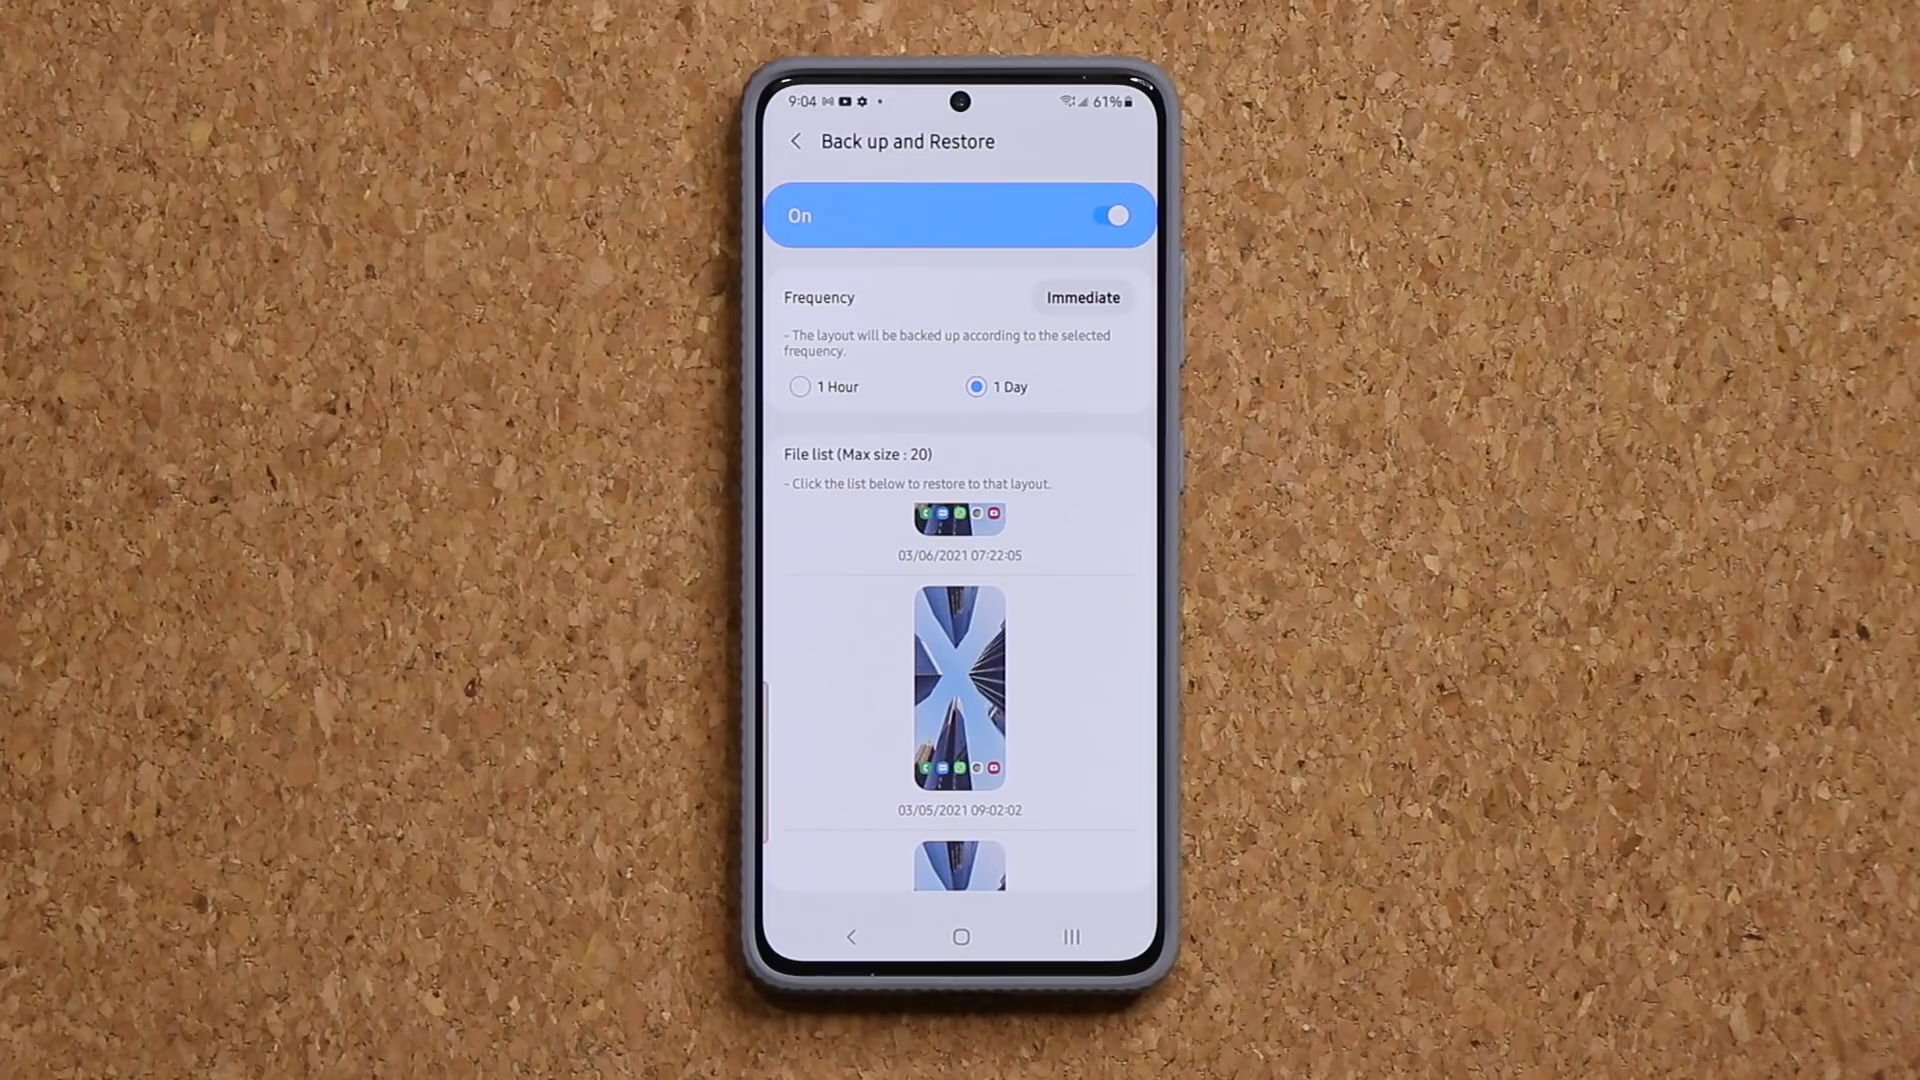 9:04
61%
Back up and Restore
On
Frequency
Immediate
- The layout will be backed up according to the selected
frequency.
1 Hour
1 Day
File list (Max size : 20)
- Click the list below to restore to that layout.
03/06/2021 07:22:05
03/05/2021 09:02:02